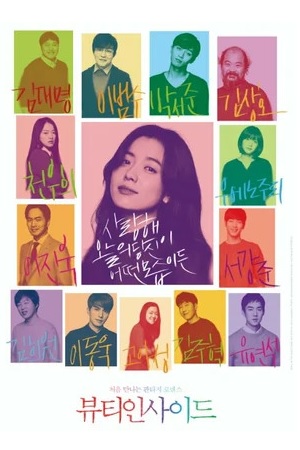 김대명
이범수
박서준
김상호
천우희
우에노 주리
사랑해
오늘의 당신이
어떤 모습이든
이진욱
서강준
김희원
이동욱
고아성
김주혁
유연석
처음 만나는 판타지 로맨스
뷰티 인사이드